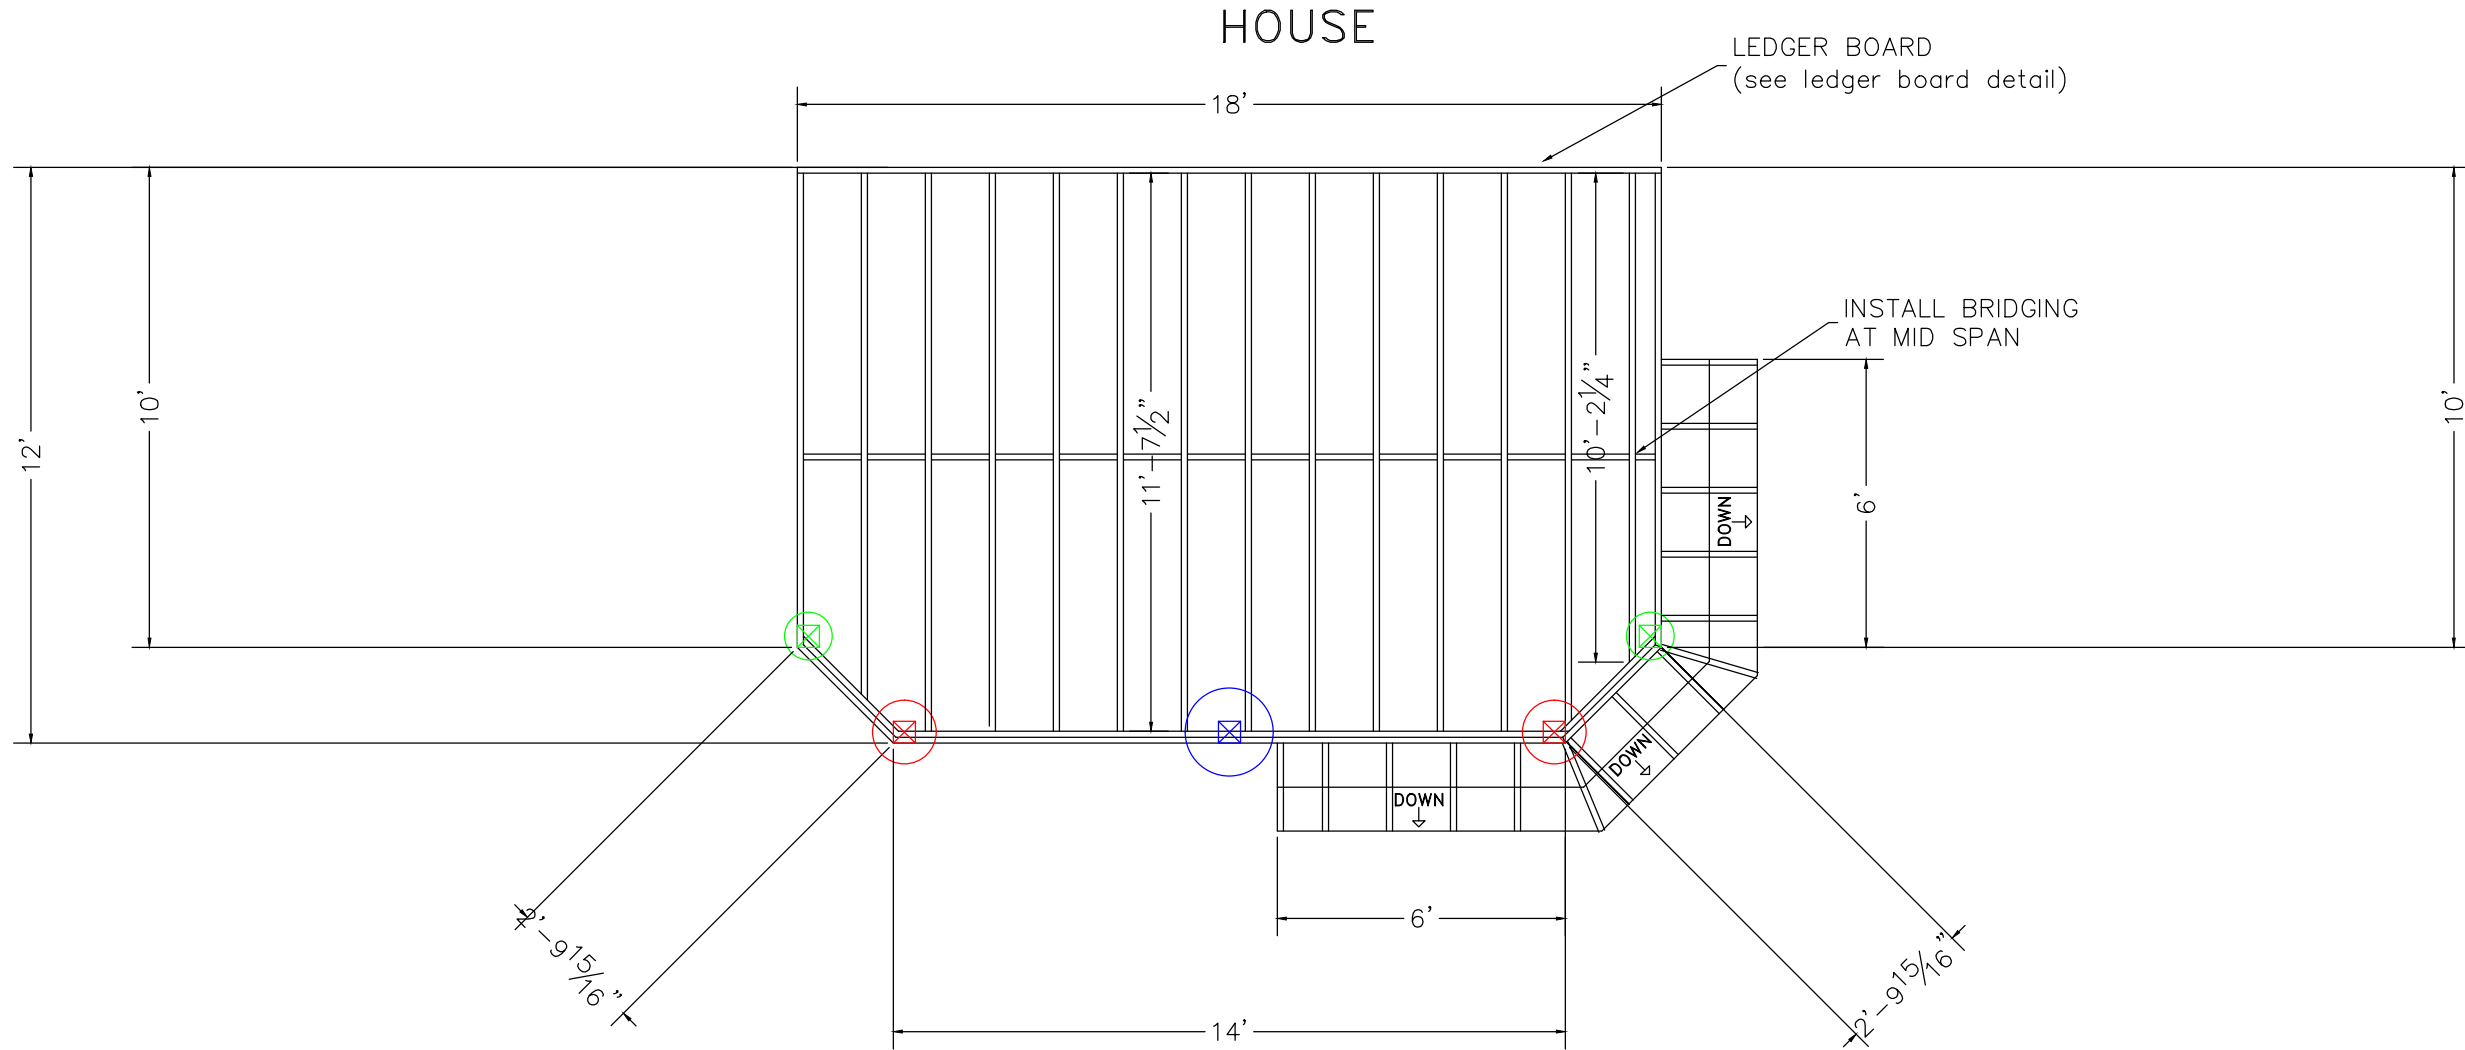 HOUSE
LEDGER BOARD
(see ledger board detail)
18'
INSTALL BRIDGING
AT MID SPAN
12'
10'
11'-7½"
10'-2¼"
6'
10'
DOWN
DOWN
DOWN
6'
2'-9 15/16"
2'-9 15/16"
14'